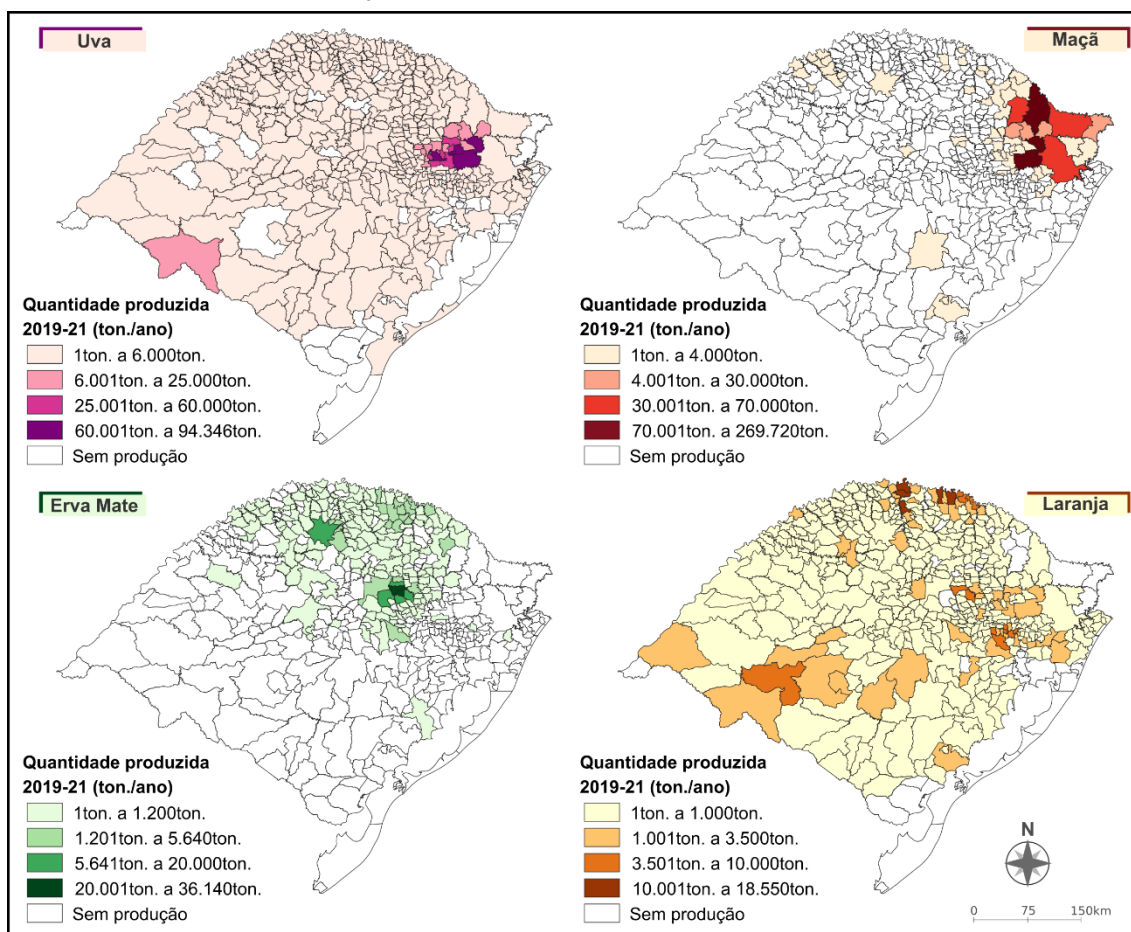 Uva
Quantidade produzida
2019-21 (ton./ano)
1ton. a 6.000ton.
6.001ton. a 25.000ton.
25.001ton. a 60.000ton.
60.001ton. a 94.346ton.
Sem produção
Maçã
Quantidade produzida
2019-21 (ton./ano)
1ton. a 4.000ton.
4.001ton. a 30.000ton.
30.001ton. a 70.000ton.
70.001ton. a 269.720ton.
Sem produção
Erva Mate
Quantidade produzida
2019-21 (ton./ano)
1ton. a 1.200ton.
1.201ton. a 5.640ton.
5.641ton. a 20.000ton.
20.001ton. a 36.140ton.
Sem produção
Laranja
Quantidade produzida
2019-21 (ton./ano)
1ton. a 1.000ton.
1.001ton. a 3.500ton.
3.501ton. a 10.000ton.
10.001ton. a 18.550ton.
Sem produção
N
0 75 150km